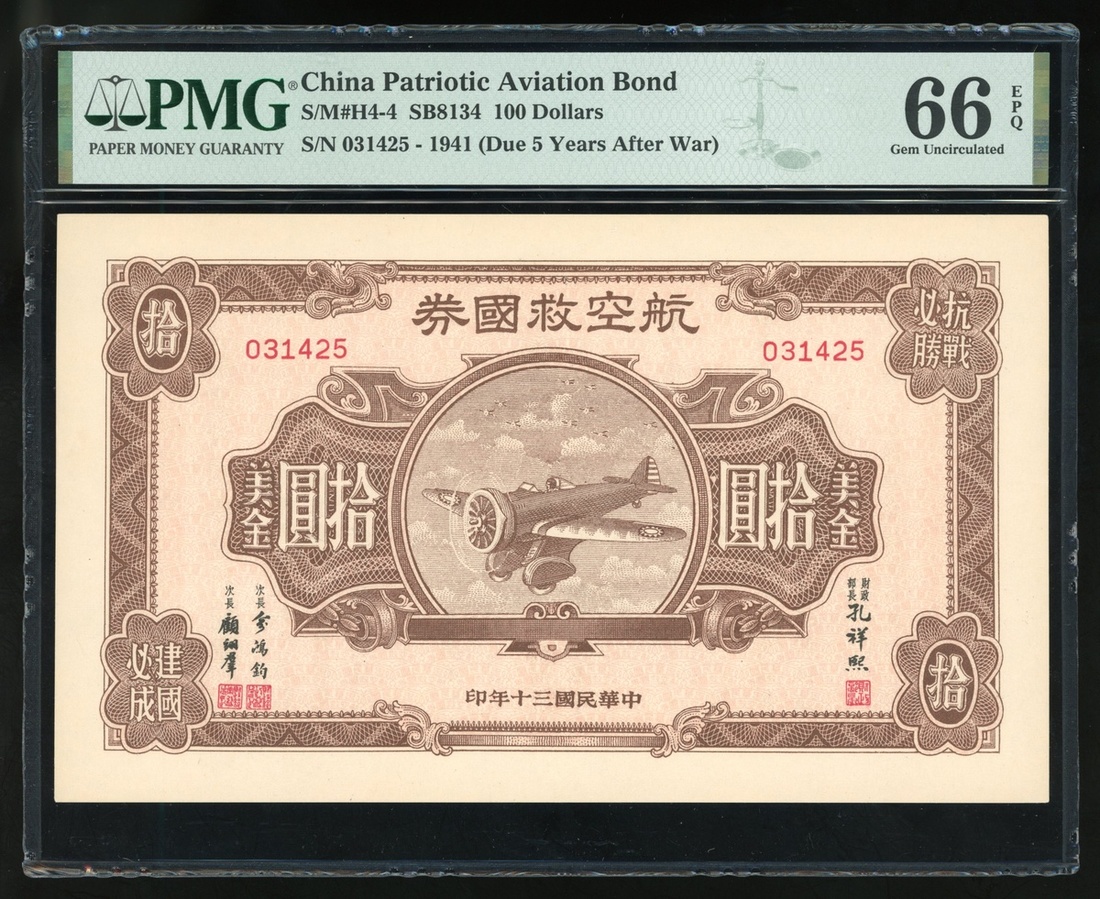 PMG®
PAPER MONEY GUARANTY
China Patriotic Aviation Bond
S/M#H4-4 SB8134 100 Dollars
S/N 031425 - 1941 (Due 5 Years After War)
66
EPQ
Gem Uncirculated
航空救國券
抗戰
必勝
拾
031425
031425
美金
拾圓
拾圓
美金
財政
部長
孔祥熙
次長
俞鴻鈞
次長
顧翊羣
建國
必成
拾
中華民國三十年印